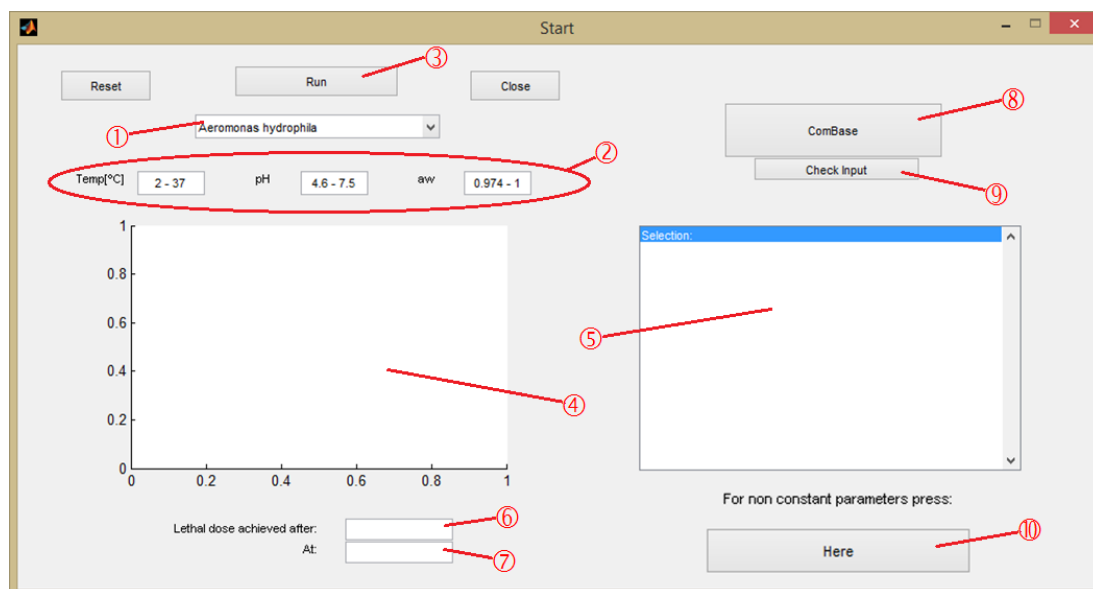 Start
③
Reset
Run
Close
⑧
① Aeromonas hydrophila
ComBase
②
Temp[°C] 2 - 37 pH 4.6 - 7.5 aw 0.974 - 1
Check Input
⑨
1
0.8
0.6
0.4
0.2
0
0 0.2 0.4 0.6 0.8 1
④
Selection:
⑤
Lethal dose achieved after:
⑥
At:
⑦
For non constant parameters press:
Here
⑩